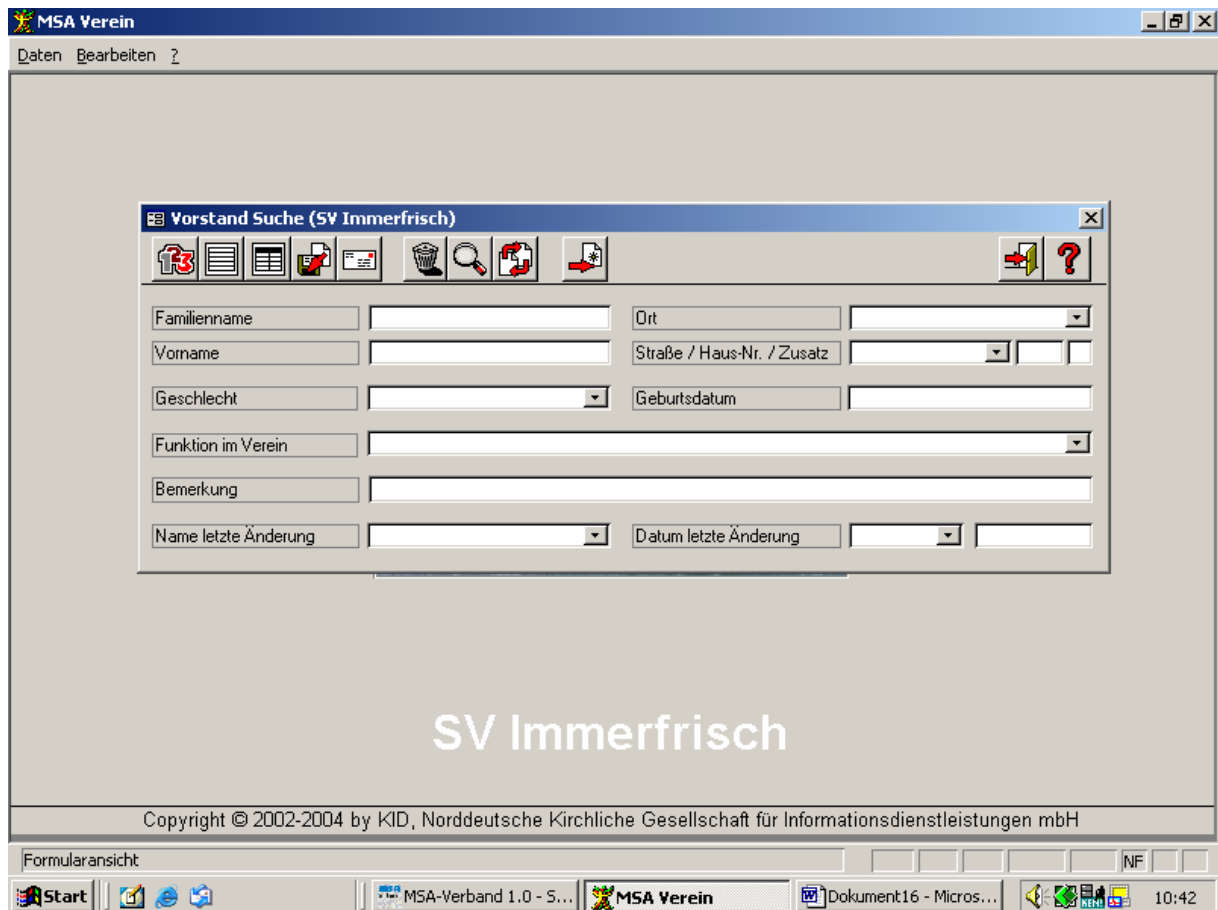 MSA Verein
Daten Bearbeiten ?
Vorstand Suche (SV Immerfrisch)
123
Familienname Ort
Vorname Straße / Haus-Nr. / Zusatz
Geschlecht Geburtsdatum
Funktion im Verein
Bemerkung
Name letzte Änderung Datum letzte Änderung
SV Immerfrisch
Copyright © 2002-2004 by KID, Norddeutsche Kirchliche Gesellschaft für Informationsdienstleistungen mbH
Formularansicht NF
Start MSA-Verband 1.0 - S... MSA Verein Dokument16 - Micros... 10:42